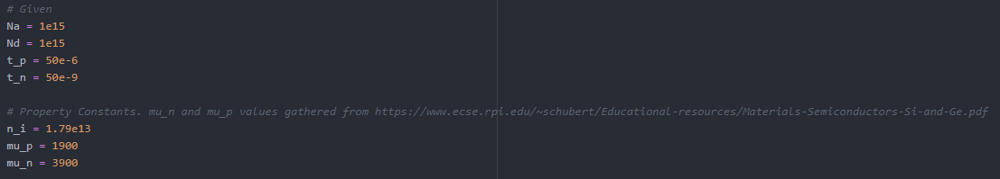 # Given
Na = 1e15
Nd = 1e15
t_p = 50e-6
t_n = 50e-9
# Property Constants. mu_n and mu_p values gathered from https://www.ecse.rpi.edu/~schubert/Educational-resources/Materials-Semiconductors-Si-and-Ge.pdf
n_i = 1.79e13
mu_p = 1900
mu_n = 3900